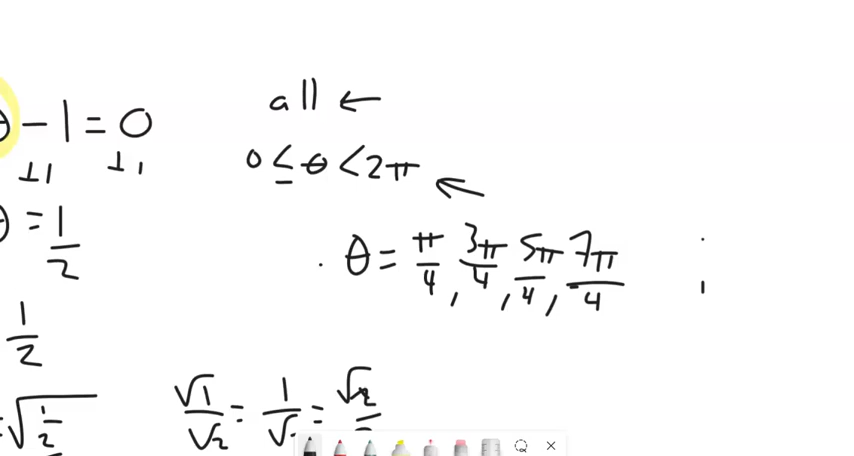 θ - 1 = 0
+1 +1
θ = 1/2
1/2
= √(1/2)
all ←
0 ≤ θ < 2π
θ = π/4, 3π/4, 5π/4, 7π/4
√1/√2 = 1/√ = √2